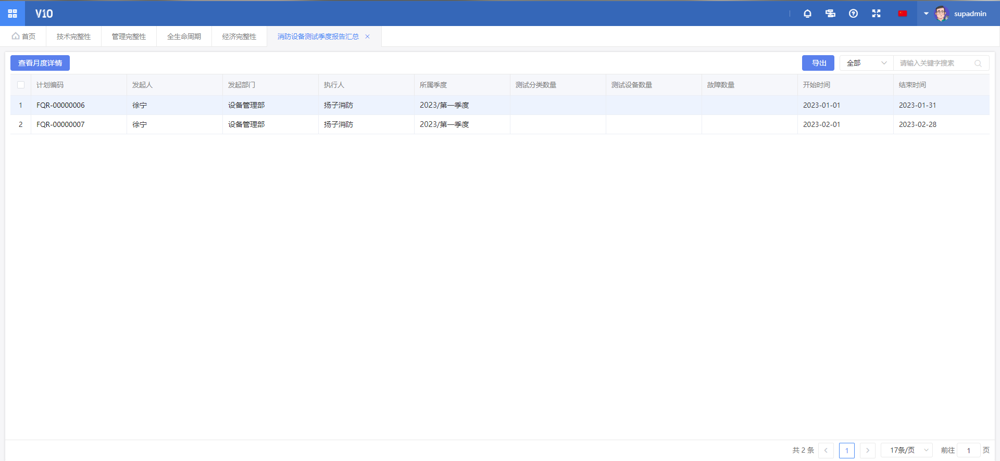 V10
supadmin
首页 技术完整性 管理完整性 全生命周期 经济完整性 消防设备测试季度报告汇总
查看月度详情 导出 全部 请输入关键字搜索
计划编码 发起人 发起部门 执行人 所属季度 测试分类数量 测试设备数量 故障数量 开始时间 结束时间
1 FQR-00000006 徐宁 设备管理部 扬子消防 2023/第一季度 2023-01-01 2023-01-31
2 FQR-00000007 徐宁 设备管理部 扬子消防 2023/第一季度 2023-02-01 2023-02-28
共 2 条 1 17条/页 前往 1 页